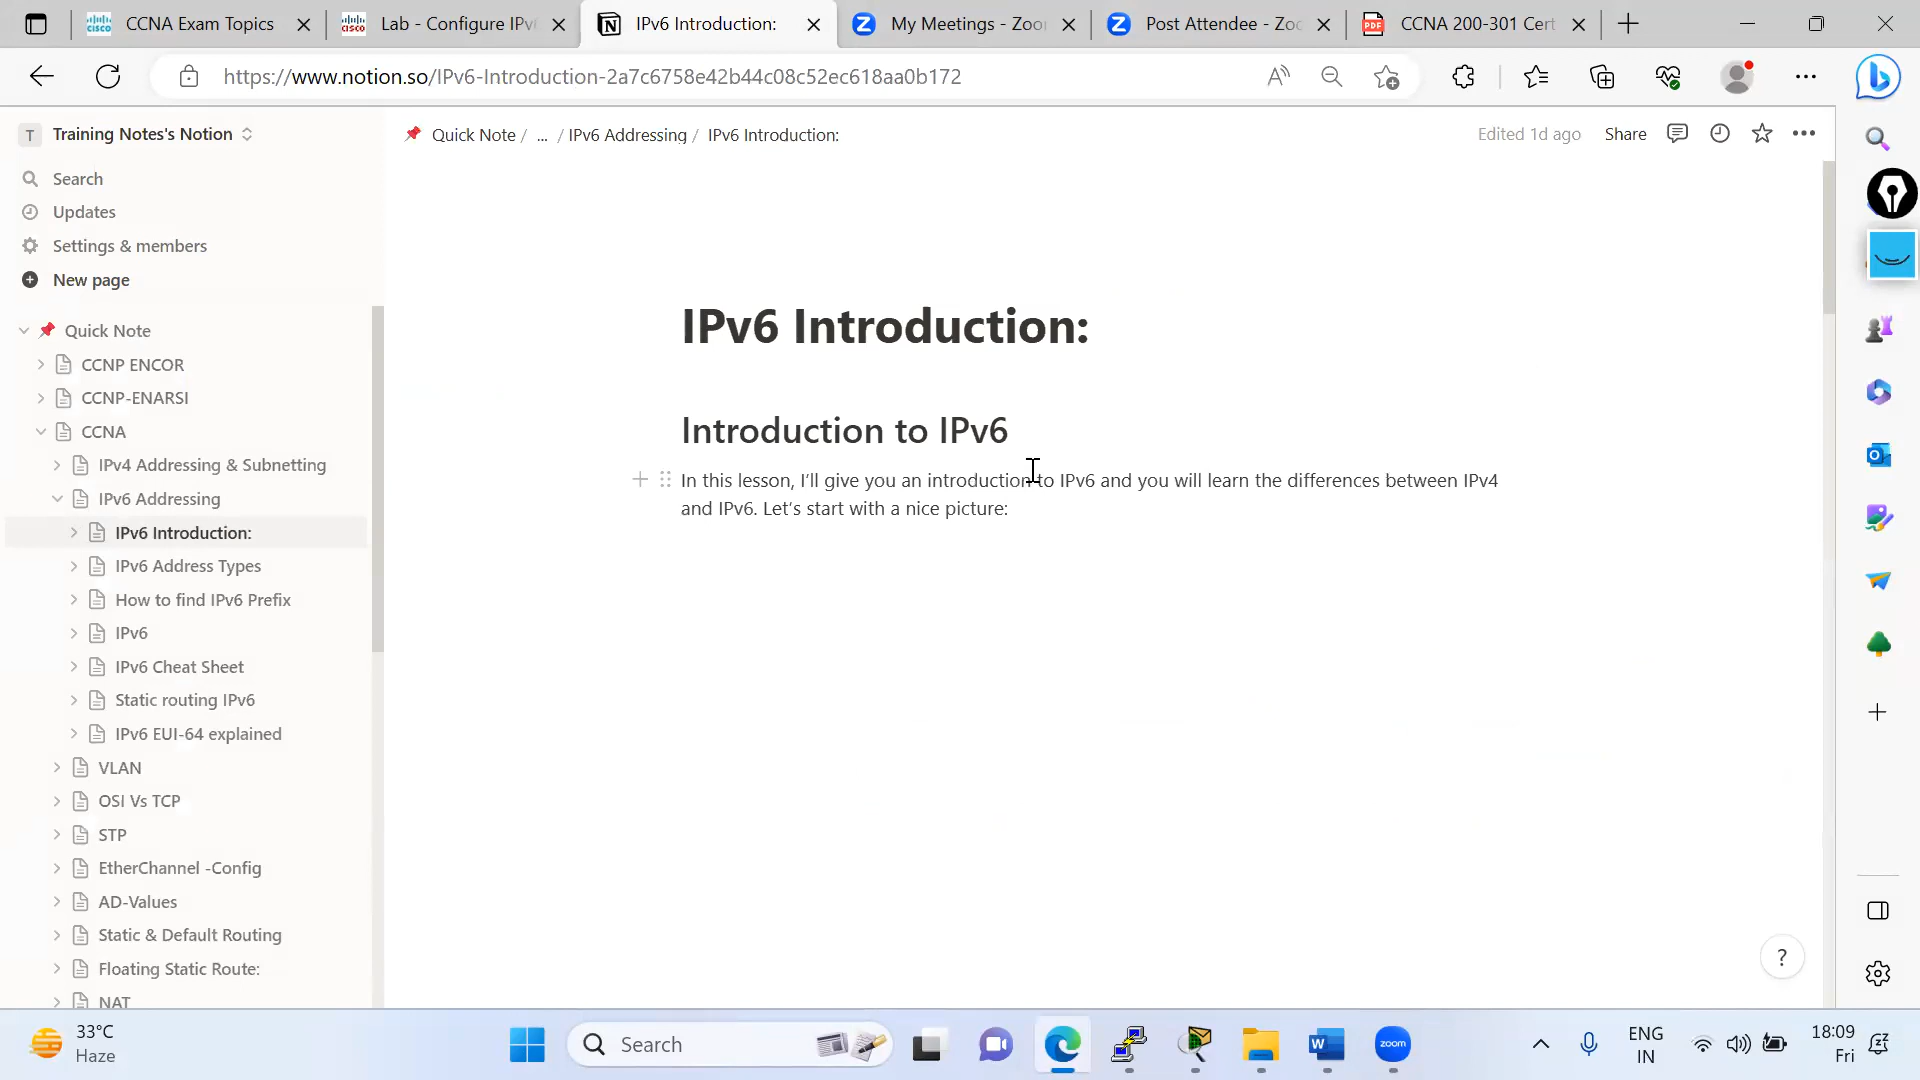 CCNA Exam Topics
Lab - Configure IPv
IPv6 Introduction:
My Meetings - Zoo
Post Attendee - Zo
CCNA 200-301 Cert
https://www.notion.so/IPv6-Introduction-2a7c6758e42b44c08c52ec618aa0b172
T Training Notes's Notion
Quick Note / ... / IPv6 Addressing / IPv6 Introduction:
Edited 1d ago
Share
Search
Updates
Settings & members
New page
Quick Note
CCNP ENCOR
CCNP-ENARSI
CCNA
IPv4 Addressing & Subnetting
IPv6 Addressing
IPv6 Introduction:
IPv6 Address Types
How to find IPv6 Prefix
IPv6
IPv6 Cheat Sheet
Static routing IPv6
IPv6 EUI-64 explained
VLAN
OSI Vs TCP
STP
EtherChannel -Config
AD-Values
Static & Default Routing
Floating Static Route:
NAT
IPv6 Introduction:
Introduction to IPv6
In this lesson, I'll give you an introduction to IPv6 and you will learn the differences between IPv4
and IPv6. Let's start with a nice picture:
?
33°C
Haze
Search
zoom
ENG
IN
18:09
Fri